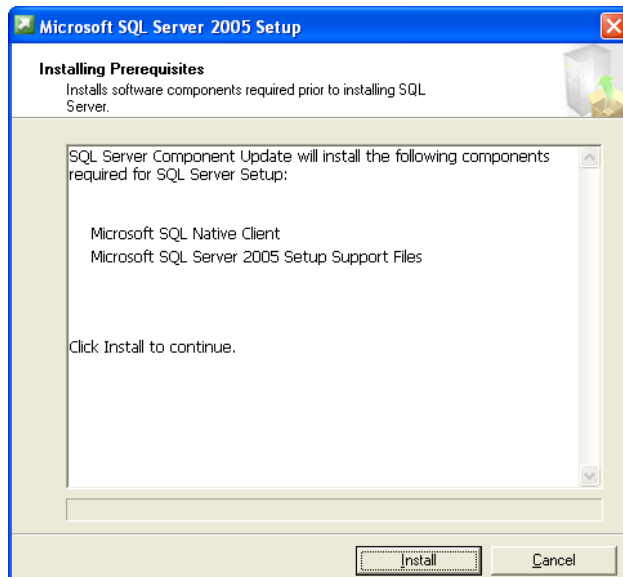 Microsoft SQL Server 2005 Setup
Installing Prerequisites
Installs software components required prior to installing SQL
Server.
SQL Server Component Update will install the following components
required for SQL Server Setup:
Microsoft SQL Native Client
Microsoft SQL Server 2005 Setup Support Files
Click Install to continue.
Install
Cancel